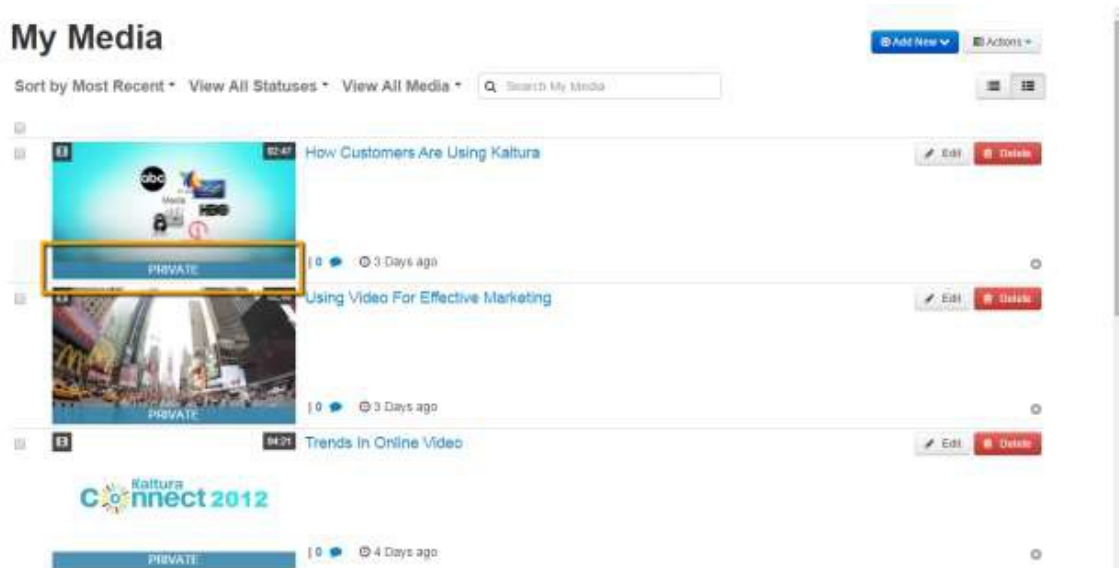 My Media
Add New
Actions
Sort by Most Recent View All Statuses View All Media Search My Media
02:47 How Customers Are Using Kaltura Edit Delete
abc
Media
HBO
PRIVATE | 0 3 Days ago
Using Video For Effective Marketing Edit Delete
PRIVATE | 0 3 Days ago
04:21 Trends In Online Video Edit Delete
Kaltura
Connect 2012
PRIVATE | 0 4 Days ago